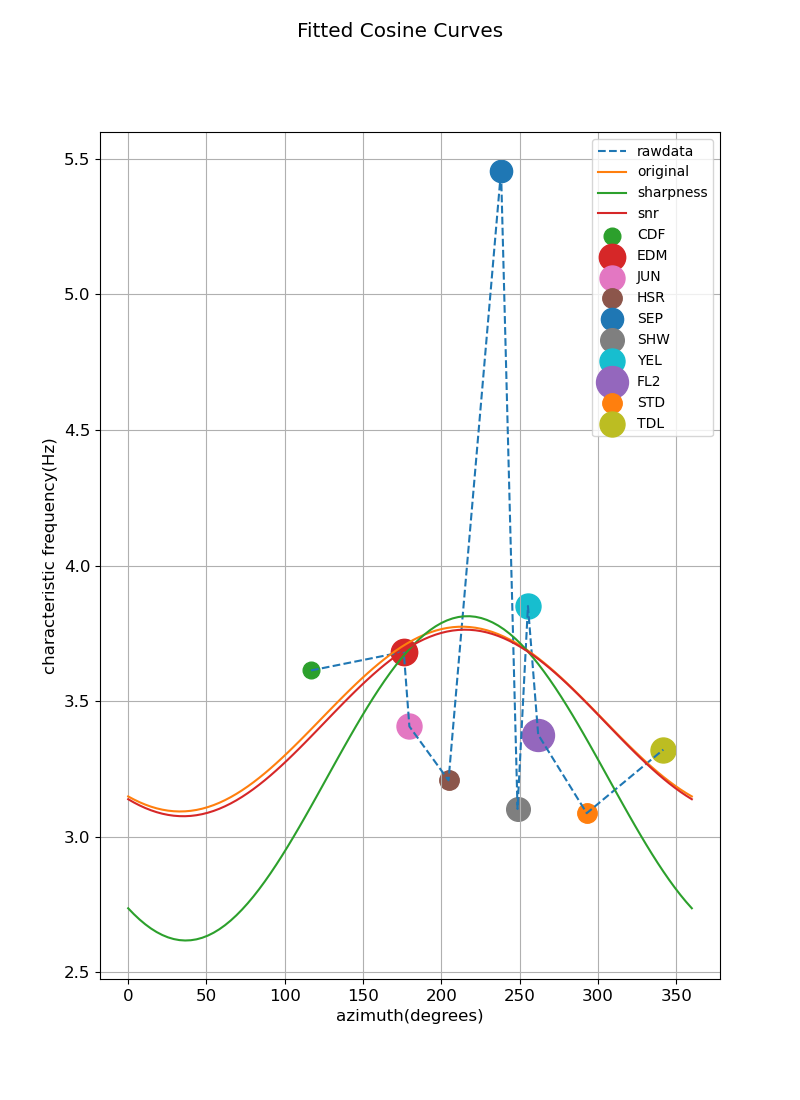 Fitted Cosine Curves
5.5
5.0
4.5
4.0
3.5
3.0
2.5
characteristic frequency(Hz)
rawdata
original
sharpness
snr
CDF
EDM
JUN
HSR
SEP
SHW
YEL
FL2
STD
TDL
0 50 100 150 200 250 300 350
azimuth(degrees)